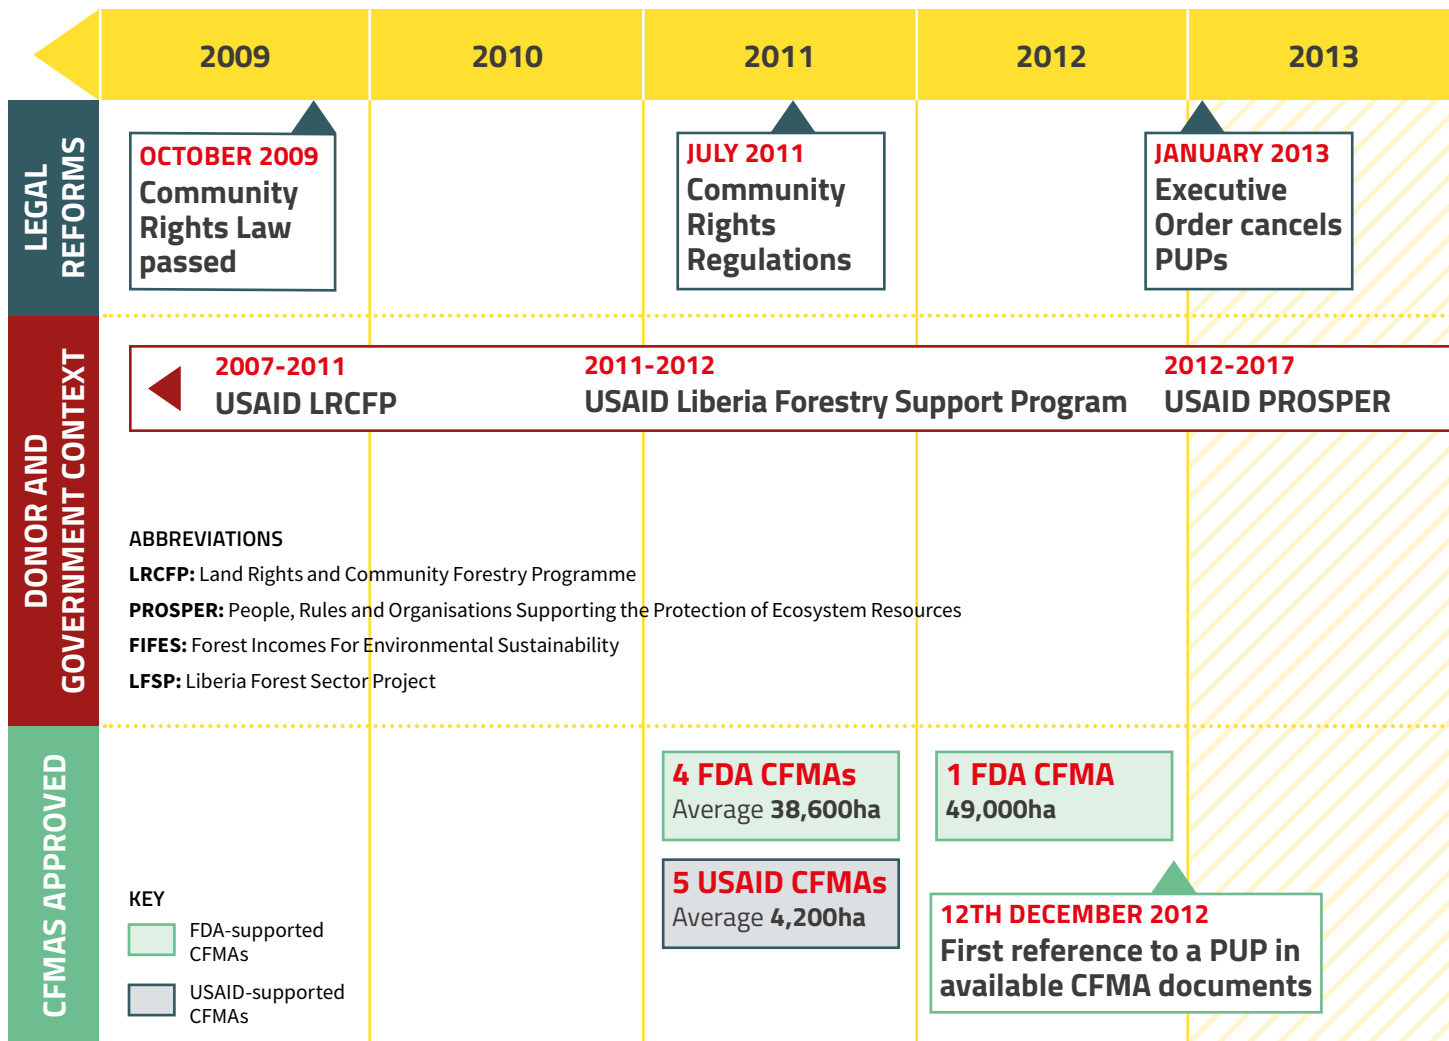 2009
2010
2011
2012
2013
LEGAL
REFORMS
OCTOBER 2009
Community
Rights Law
passed
JULY 2011
Community
Rights
Regulations
JANUARY 2013
Executive
Order cancels
PUPs
DONOR AND
GOVERNMENT CONTEXT
2007-2011
USAID LRCFP
2011-2012
USAID Liberia Forestry Support Program
2012-2017
USAID PROSPER
ABBREVIATIONS
LRCFP: Land Rights and Community Forestry Programme
PROSPER: People, Rules and Organisations Supporting the Protection of Ecosystem Resources
FIFES: Forest Incomes For Environmental Sustainability
LFSP: Liberia Forest Sector Project
CFMAS APPROVED
4 FDA CFMAs
Average 38,600ha
1 FDA CFMA
49,000ha
5 USAID CFMAs
Average 4,200ha
12TH DECEMBER 2012
First reference to a PUP in
available CFMA documents
KEY
FDA-supported
CFMAs
USAID-supported
CFMAs